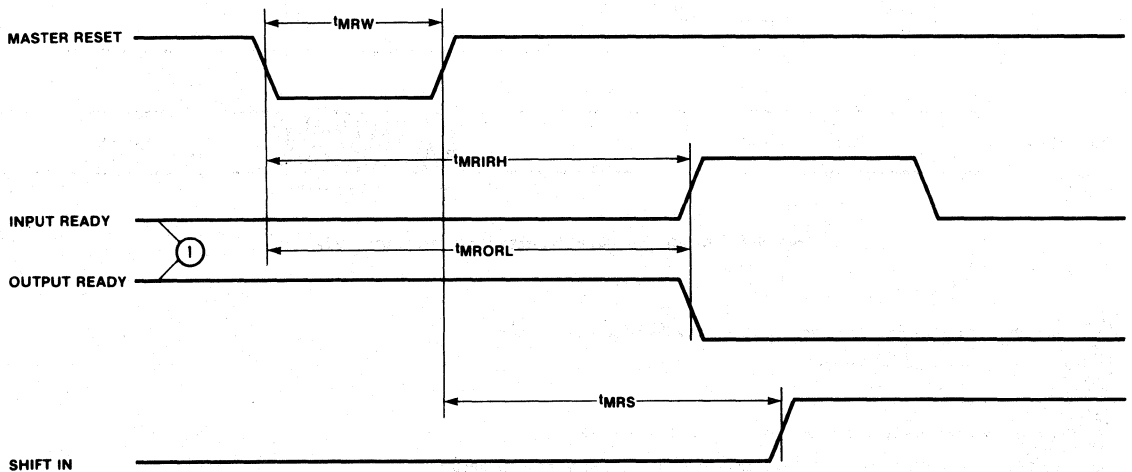 tMRW
MASTER RESET
tMRIRH
INPUT READY
1
tMRORL
OUTPUT READY
tMRS
SHIFT IN